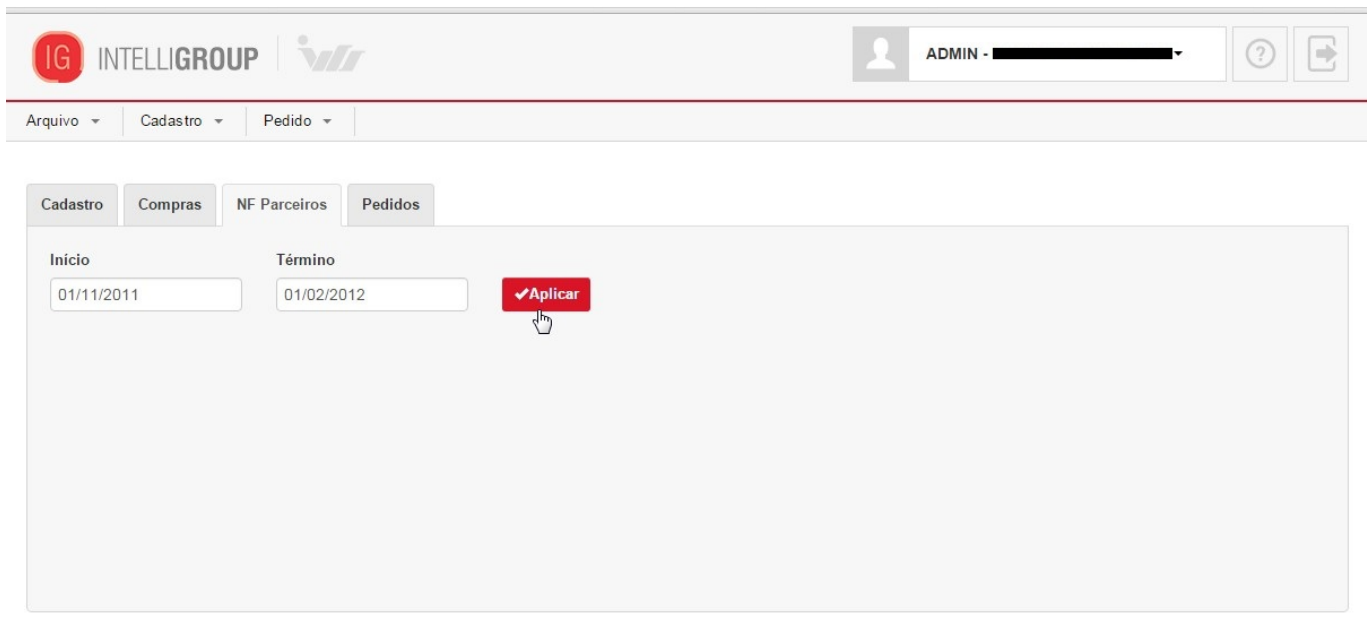 IG INTELLIGROUP
ADMIN -
?
Arquivo Cadastro Pedido
Cadastro Compras NF Parceiros Pedidos
Início Término
01/11/2011 01/02/2012 Aplicar